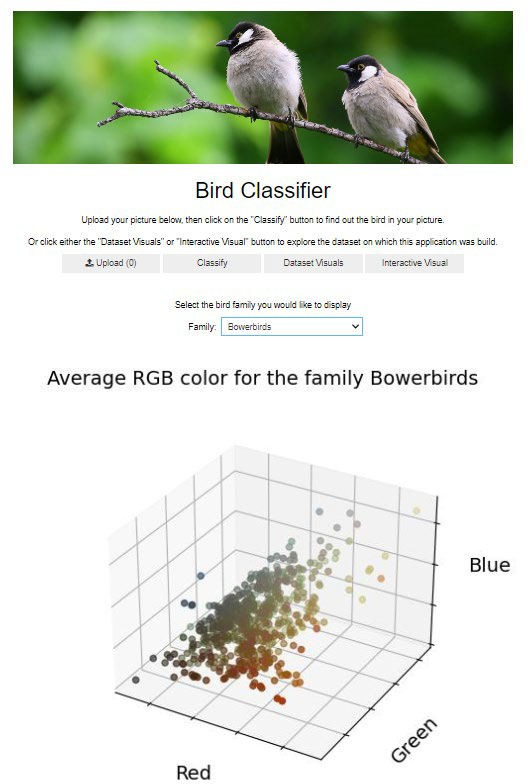 Bird Classifier
Upload your picture below, then click on the "Classify" button to find out the bird in your picture.
Or click either the "Dataset Visuals" or "Interactive Visual" button to explore the dataset on which this application was built.
Upload (0) Classify Dataset Visuals Interactive Visual
Select the bird family you would like to display
Family: Bowerbirds
Average RGB color for the family Bowerbirds
Blue
Green
Red